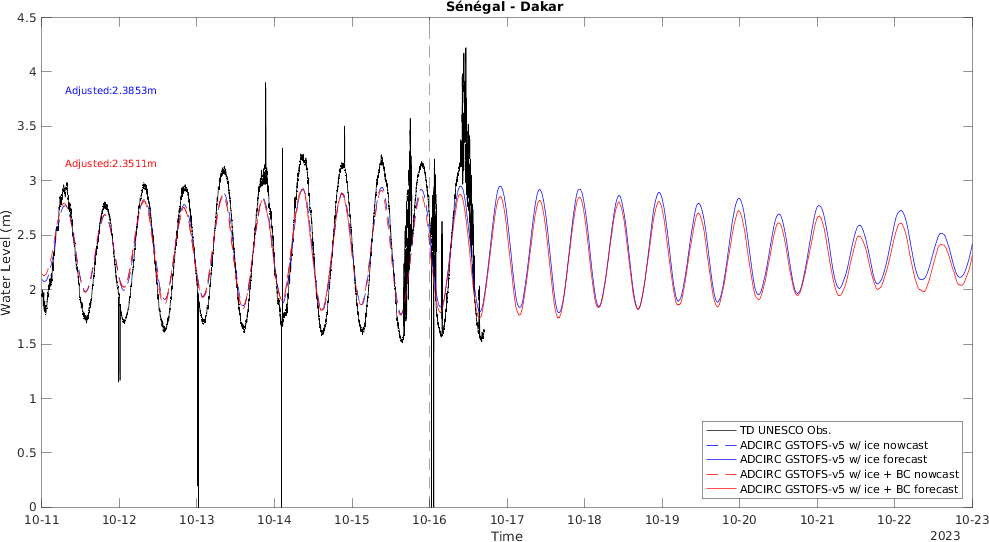 Sénégal - Dakar
4.5
4
3.5
3
2.5
2
1.5
1
0.5
0
Water Level (m)
Adjusted:2.3853m
Adjusted:2.3511m
TD UNESCO Obs.
ADCIRC GSTOFS-v5 w/ ice nowcast
ADCIRC GSTOFS-v5 w/ ice forecast
ADCIRC GSTOFS-v5 w/ ice + BC nowcast
ADCIRC GSTOFS-v5 w/ ice + BC forecast
10-11 10-12 10-13 10-14 10-15 10-16 10-17 10-18 10-19 10-20 10-21 10-22 10-23
Time
2023